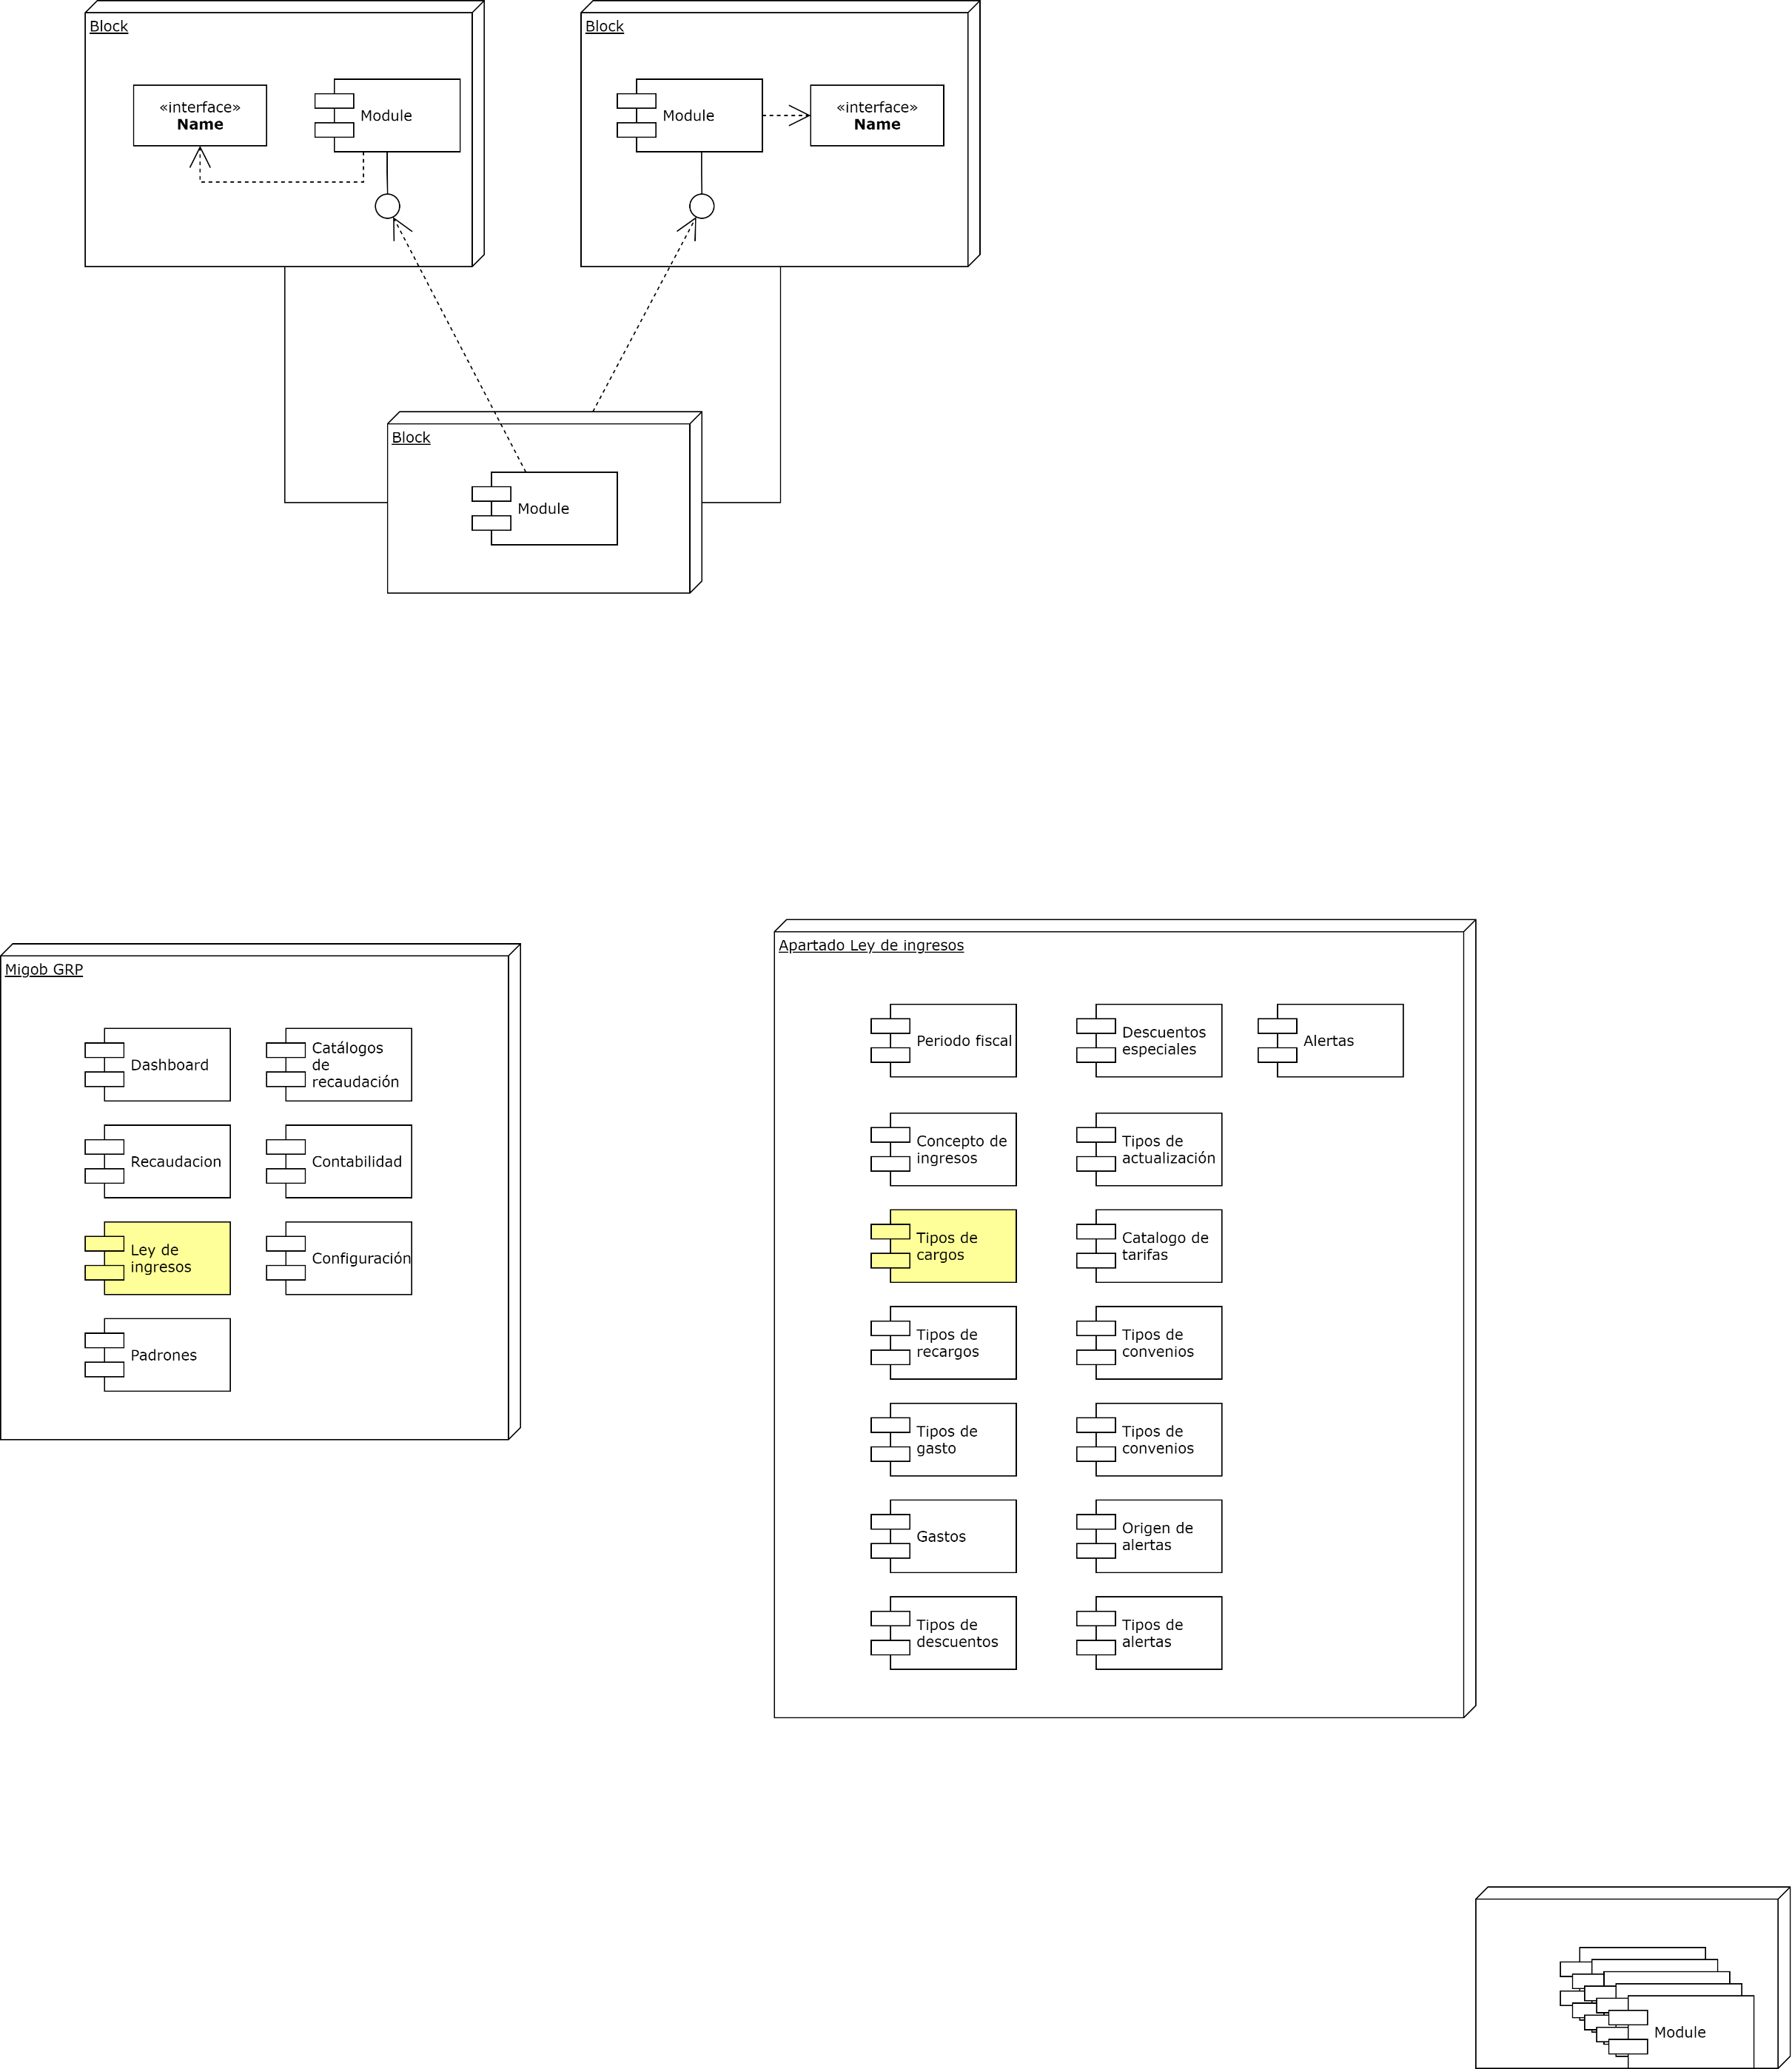 Block
«interface»
Name
Module
Block
Module
«interface»
Name
Block
Module
Migob GRP
Dashboard
Catálogos
de
recaudación
Recaudacion
Contabilidad
Ley de
ingresos
Configuración
Padrones
Apartado Ley de ingresos
Periodo fiscal
Descuentos
especiales
Alertas
Concepto de
ingresos
Tipos de
actualización
Tipos de
cargos
Catalogo de
tarifas
Tipos de
recargos
Tipos de
convenios
Tipos de
gasto
Tipos de
convenios
Gastos
Origen de
alertas
Tipos de
descuentos
Tipos de
alertas
Module